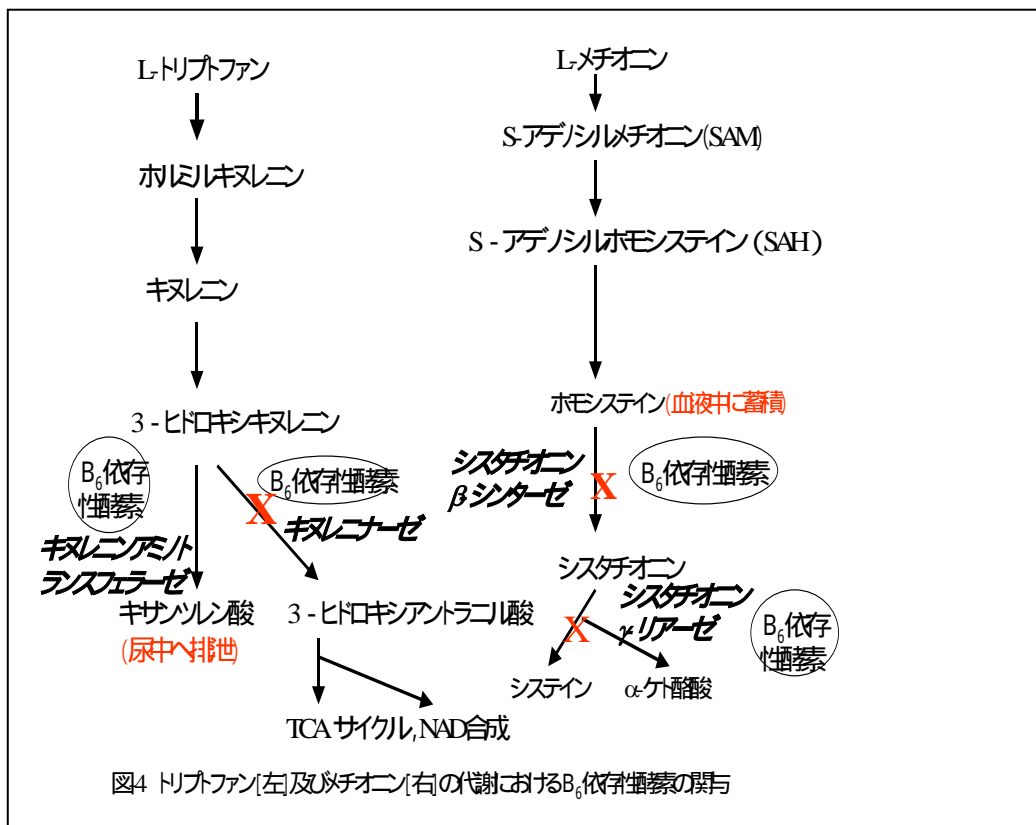 L-トリプトファン
ホルミルキヌレニン
キヌレニン
3 - ヒドロキシキヌレニン
B₆依存
性酵素
B₆依存性酵素
X
キヌレニナーゼ
キヌレニンアミノト
ランスフェラーゼ
キサンツレン酸
(尿中へ排泄)
3 - ヒドロキシアントラニル酸
TCA サイクル, NAD合成
L-メチオニン
S-アデノシルメチオニン(SAM)
S - アデノシルホモシステイン (SAH)
ホモシステイン(血液中に蓄積)
シスタチオニン
β シンターゼ
X
B₆依存性酵素
シスタチオニン
シスタチオニン
γ リアーゼ
X
B₆依存
性酵素
システイン
α-ケト酪酸
図4 トリプトファン[左]及びメチオニン[右]の代謝におけるB₆依存性酵素の関与